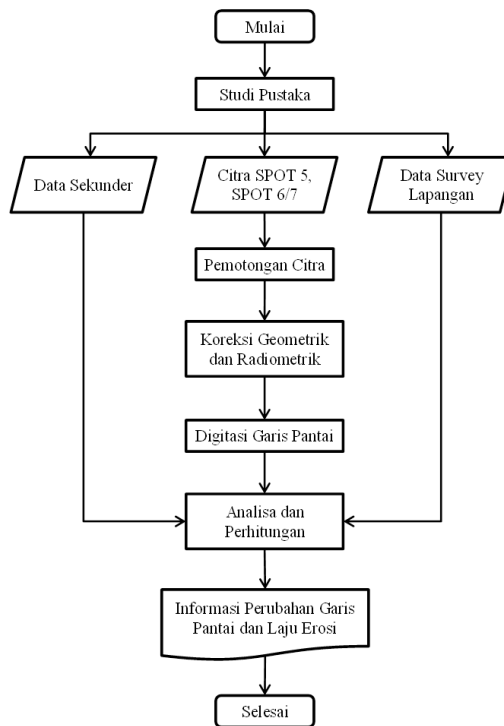 Mulai
Studi Pustaka
Data Sekunder
Citra SPOT 5,
SPOT 6/7
Data Survey
Lapangan
Pemotongan Citra
Koreksi Geometrik
dan Radiometrik
Digitasi Garis Pantai
Analisa dan
Perhitungan
Informasi Perubahan Garis
Pantai dan Laju Erosi
Selesai